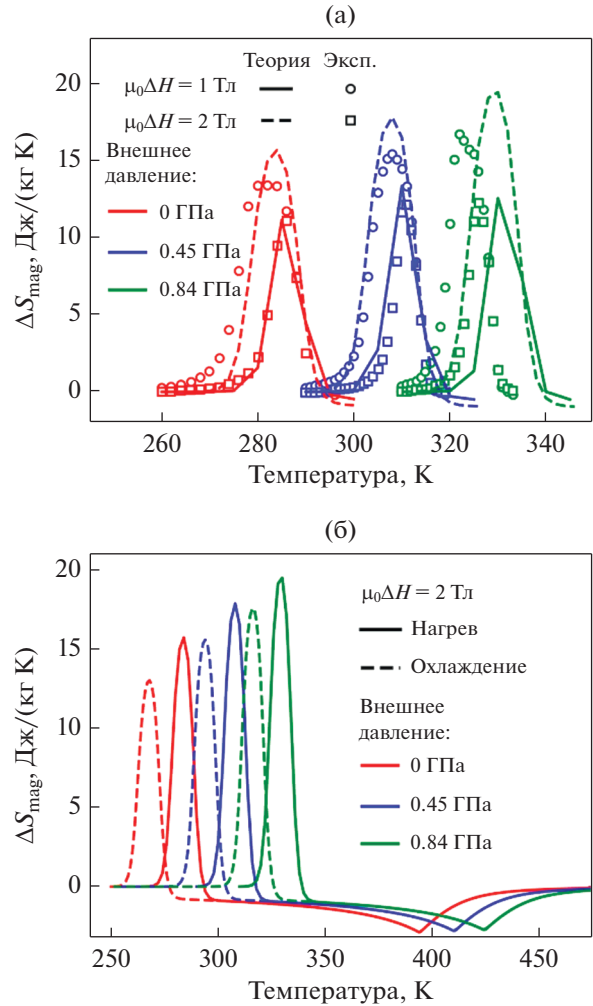 (а)
Теория Эксп.
μ₀ΔH = 1 Тл
μ₀ΔH = 2 Тл
Внешнее
давление:
0 ГПа
0.45 ГПа
0.84 ГПа
ΔSmag, Дж/(кг К)
20
15
10
5
0
260 280 300 320 340
Температура, К
(б)
μ₀ΔH = 2 Тл
Нагрев
Охлаждение
Внешнее
давление:
0 ГПа
0.45 ГПа
0.84 ГПа
ΔSmag, Дж/(кг К)
20
15
10
5
0
250 300 350 400 450
Температура, К